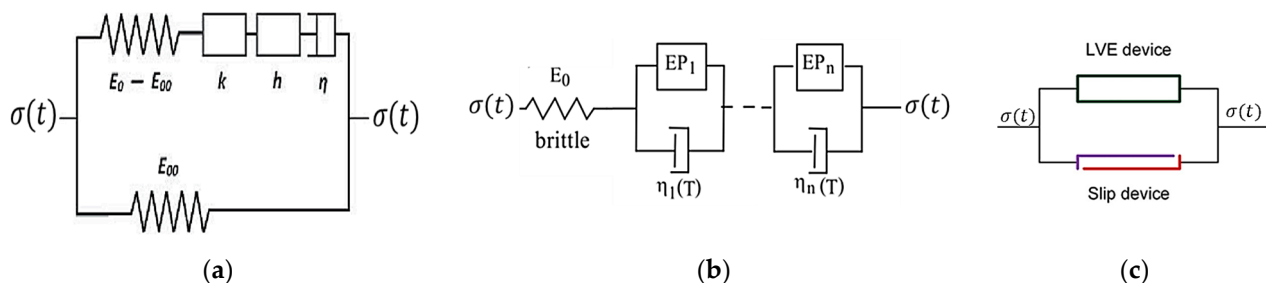 E₀ – E₀₀ k h η
σ(t) σ(t)
E₀₀
(a)
EP₁ EPₙ
E₀
σ(t) σ(t)
brittle
η₁(T) ηₙ(T)
(b)
LVE device
σ(t) σ(t)
Slip device
(c)